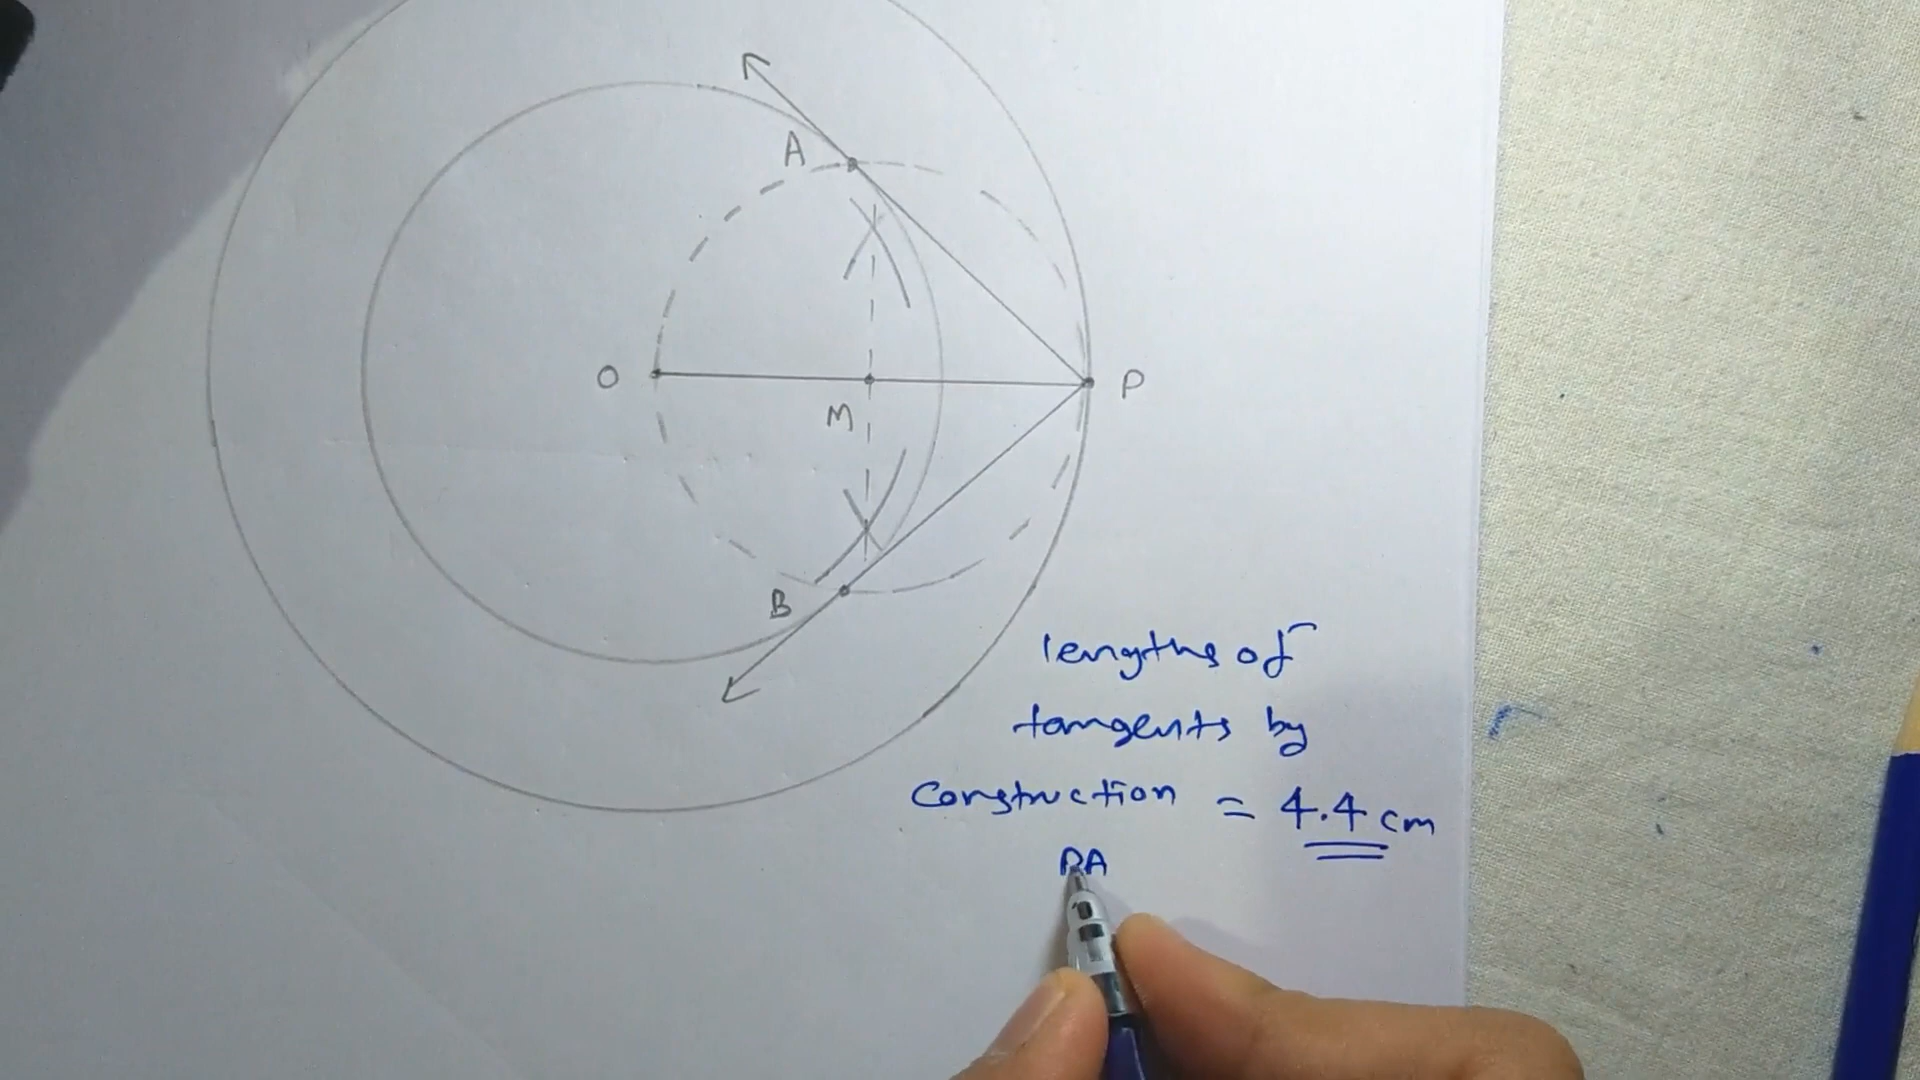 A
O
P
M
B
lengths of
tangents by
Construction = 4.4 cm
PA